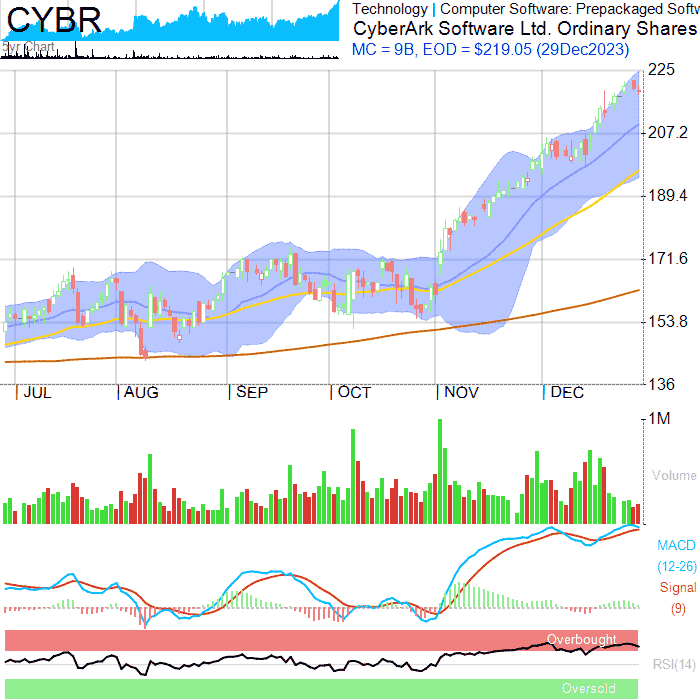 CYBR
Technology | Computer Software: Prepackaged Softw
CyberArk Software Ltd. Ordinary Shares
5yr Chart
MC = 9B, EOD = $219.05 (29Dec2023)
225
207.2
189.4
171.6
153.8
136
JUL
AUG
SEP
OCT
NOV
DEC
1M
Volume
MACD
(12-26)
Signal
(9)
Overbought
RSI(14)
Oversold